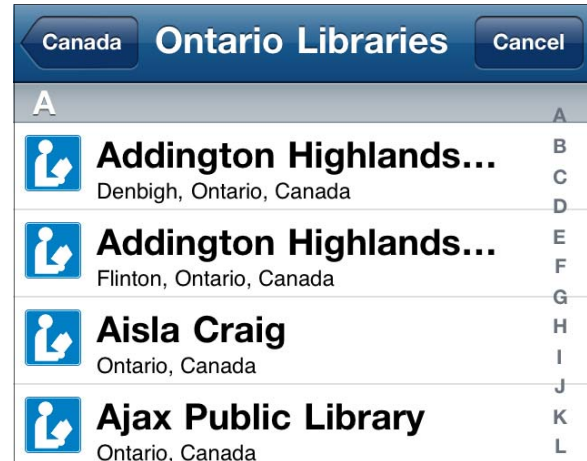 Canada Ontario Libraries Cancel
A
Addington Highlands...
Denbigh, Ontario, Canada
Addington Highlands...
Flinton, Ontario, Canada
Aisla Craig
Ontario, Canada
Ajax Public Library
Ontario, Canada
A
B
C
D
E
F
G
H
I
J
K
L